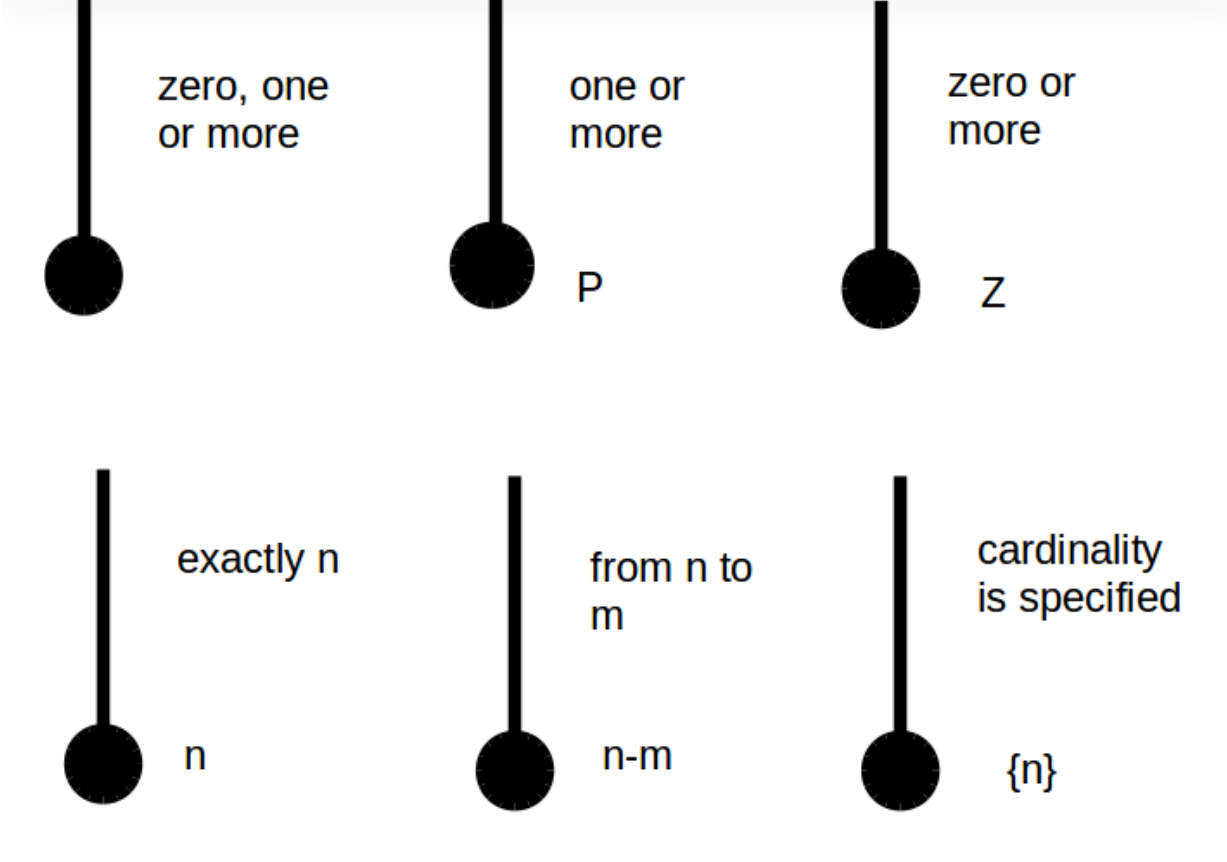 zero, one
or more
one or
more
zero or
more
P
Z
exactly n
from n to
m
cardinality
is specified
n
n-m
{n}